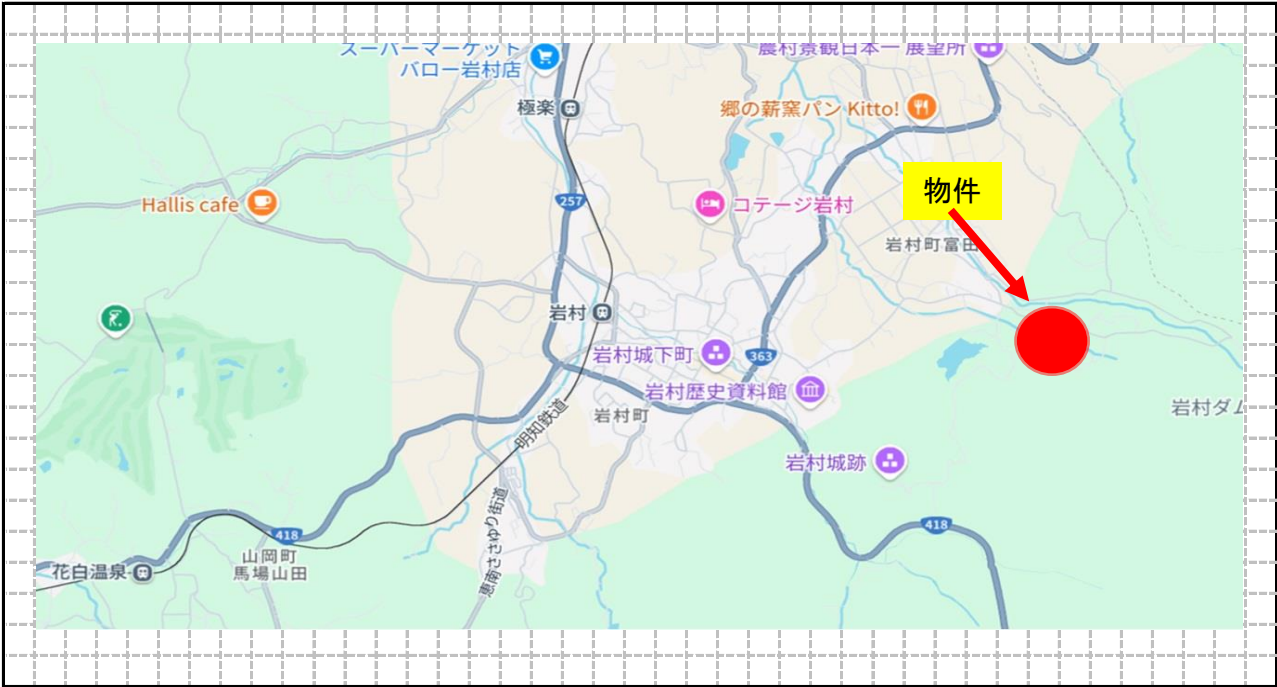 スーパーマーケット
バロー岩村店
農村景観日本一 展望所
極楽
郷の薪窯パン Kitto!
物件
Hallis cafe
257
コテージ岩村
岩村町富田
岩村
岩村城下町
363
岩村歴史資料館
岩村町
岩村ダム
明知鉄道
岩村城跡
恵南ささゆり街道
418
418
山岡町
馬場山田
花白温泉